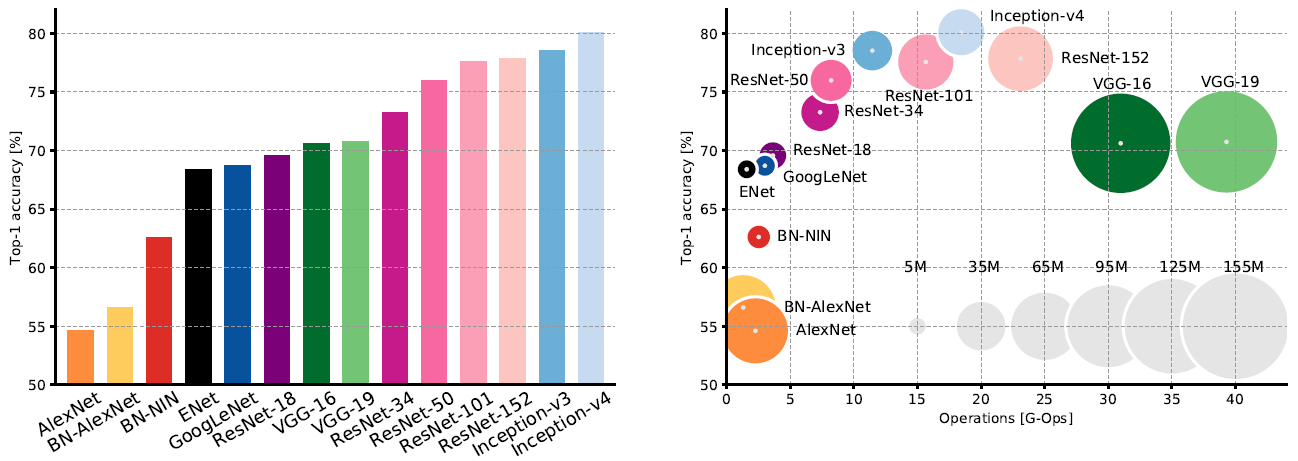 80
75
70
65
60
55
50
Top-1 accuracy [%]
AlexNet
BN-AlexNet
BN-NIN
ENet
GoogLeNet
ResNet-18
VGG-16
VGG-19
ResNet-34
ResNet-50
ResNet-101
ResNet-152
Inception-v3
Inception-v4
80
75
70
65
60
55
50
Top-1 accuracy [%]
Inception-v4
Inception-v3
ResNet-152
ResNet-50
VGG-16
VGG-19
ResNet-101
ResNet-34
ResNet-18
GoogLeNet
ENet
BN-NIN
5M 35M 65M 95M 125M 155M
BN-AlexNet
AlexNet
0 5 10 15 20 25 30 35 40
Operations [G-Ops]